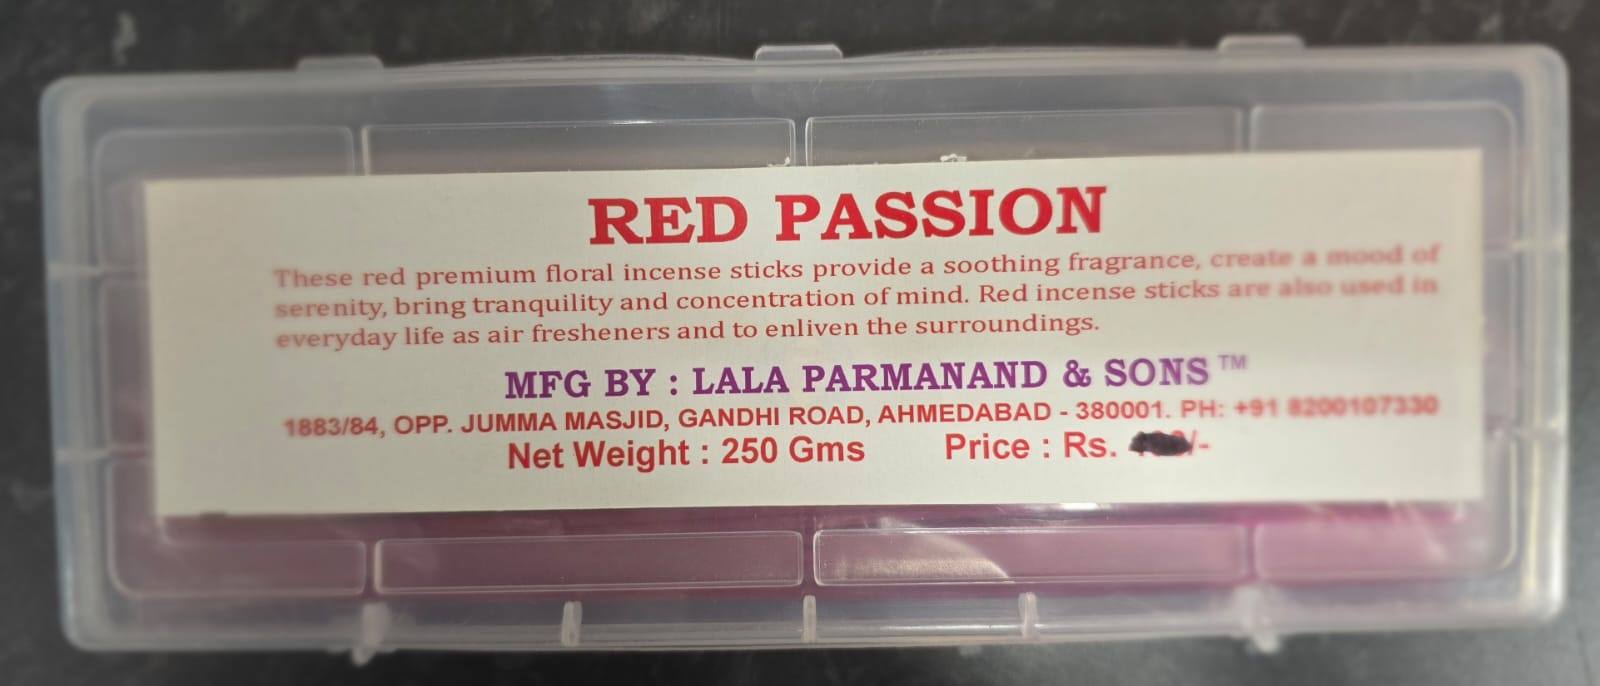 RED PASSION
These red premium floral incense sticks provide a soothing fragrance, create a mood of
serenity, bring tranquility and concentration of mind. Red incense sticks are also used in
everyday life as air fresheners and to enliven the surroundings.
MFG BY : LALA PARMANAND & SONS™
1883/84, OPP. JUMMA MASJID, GANDHI ROAD, AHMEDABAD - 380001. PH: +91 8200107330
Net Weight : 250 Gms Price : Rs. /-